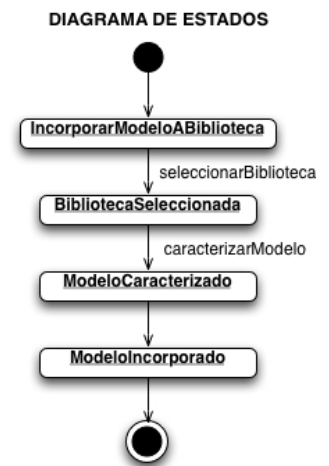 DIAGRAMA DE ESTADOS
IncorporarModeloABiblioteca
seleccionarBiblioteca
BibliotecaSeleccionada
caracterizarModelo
ModeloCaracterizado
ModeloIncorporado